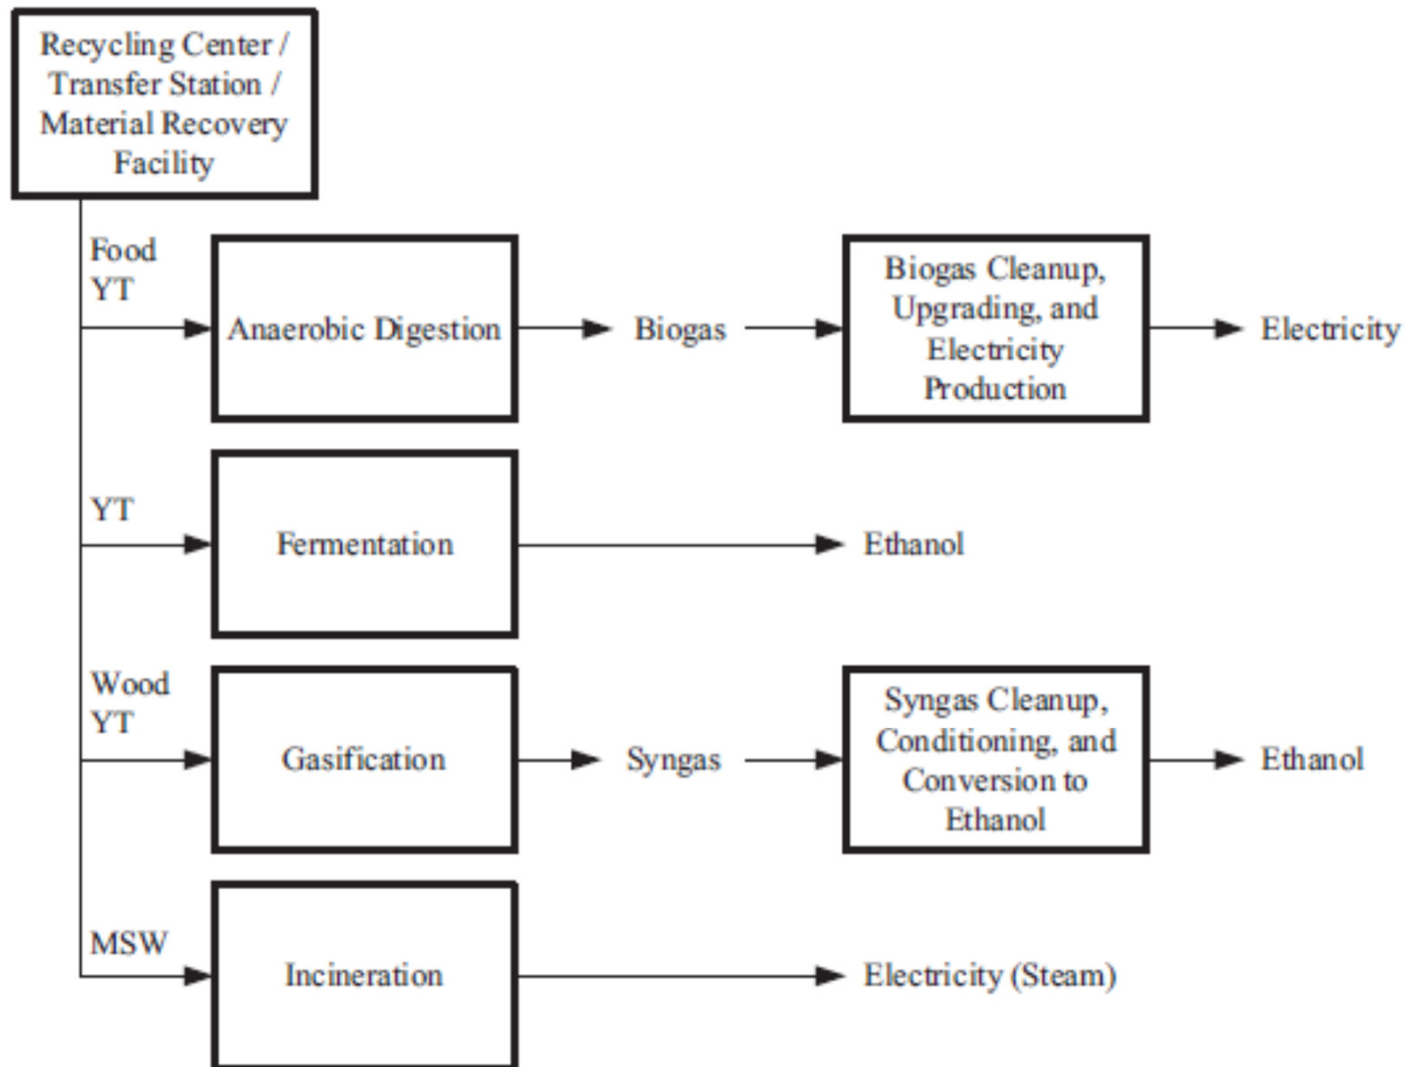 Recycling Center /
Transfer Station /
Material Recovery
Facility
Food
YT
Anaerobic Digestion
Biogas
Biogas Cleanup,
Upgrading, and
Electricity
Production
Electricity
YT
Fermentation
Ethanol
Wood
YT
Gasification
Syngas
Syngas Cleanup,
Conditioning, and
Conversion to
Ethanol
Ethanol
MSW
Incineration
Electricity (Steam)